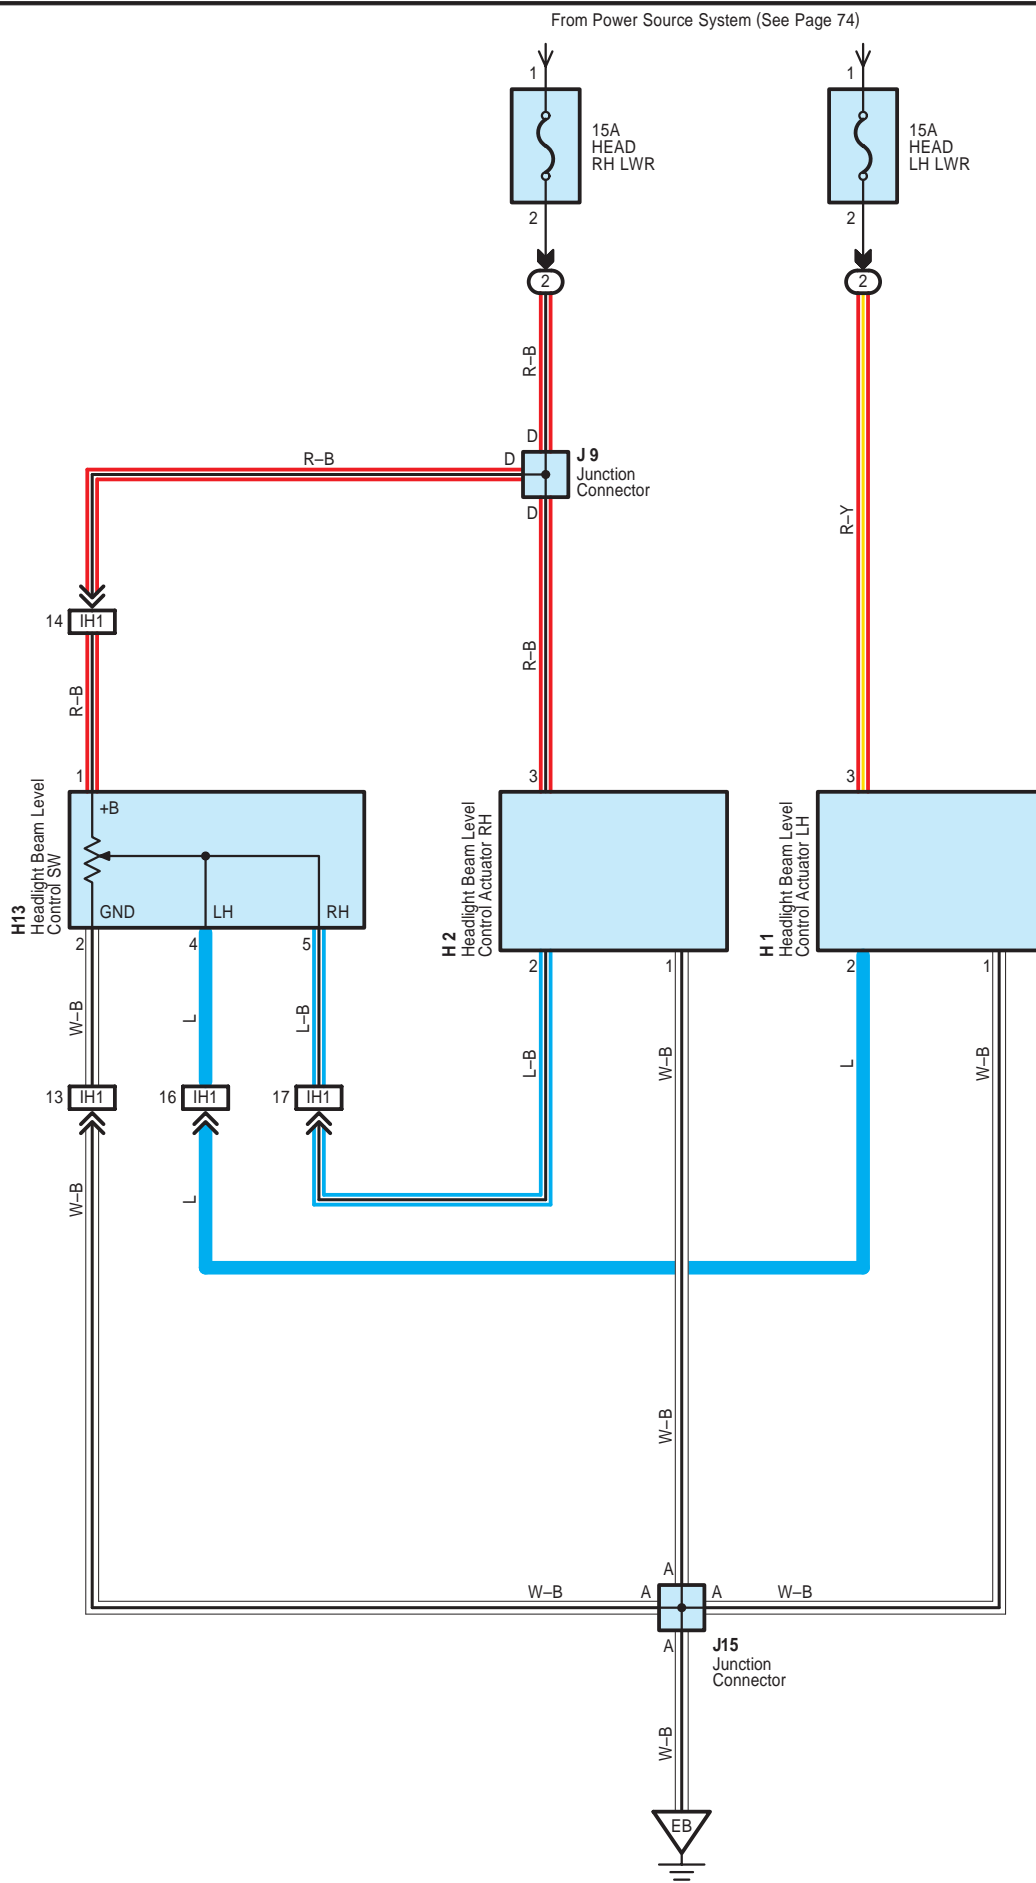 From Power Source System (See Page 74)
1
1
15A
HEAD
RH LWR
15A
HEAD
LH LWR
2
2
2
2
R–B
D
D
J 9
Junction
Connector
R–B
D
R–Y
14
IH1
R–B
R–B
1
3
3
H13
Headlight Beam Level
Control SW
+B
GND
LH
RH
H 2
Headlight Beam Level
Control Actuator RH
H 1
Headlight Beam Level
Control Actuator LH
2
4
5
2
1
2
1
W–B
L
L–B
L–B
W–B
L
W–B
13
IH1
16
IH1
17
IH1
W–B
L
W–B
A
W–B
A
A
W–B
A
J15
Junction
Connector
W–B
EB